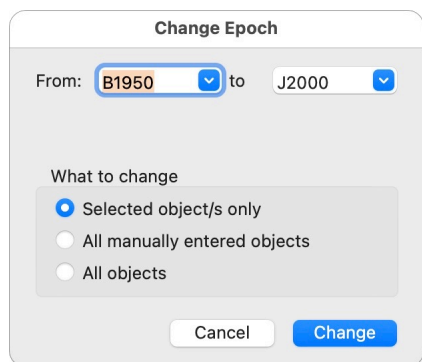 Change Epoch
From: B1950 to J2000
What to change
Selected object/s only
All manually entered objects
All objects
Cancel Change